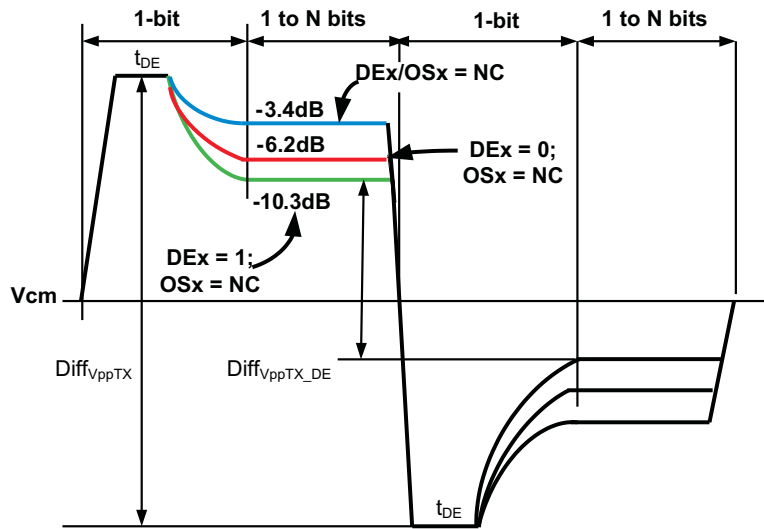 1-bit
1 to N bits
1-bit
1 to N bits
tDE
DEx/OSx = NC
-3.4dB
-6.2dB
DEx = 0;
OSx = NC
-10.3dB
DEx = 1;
OSx = NC
Vcm
DiffVppTX
DiffVppTX_DE
tDE